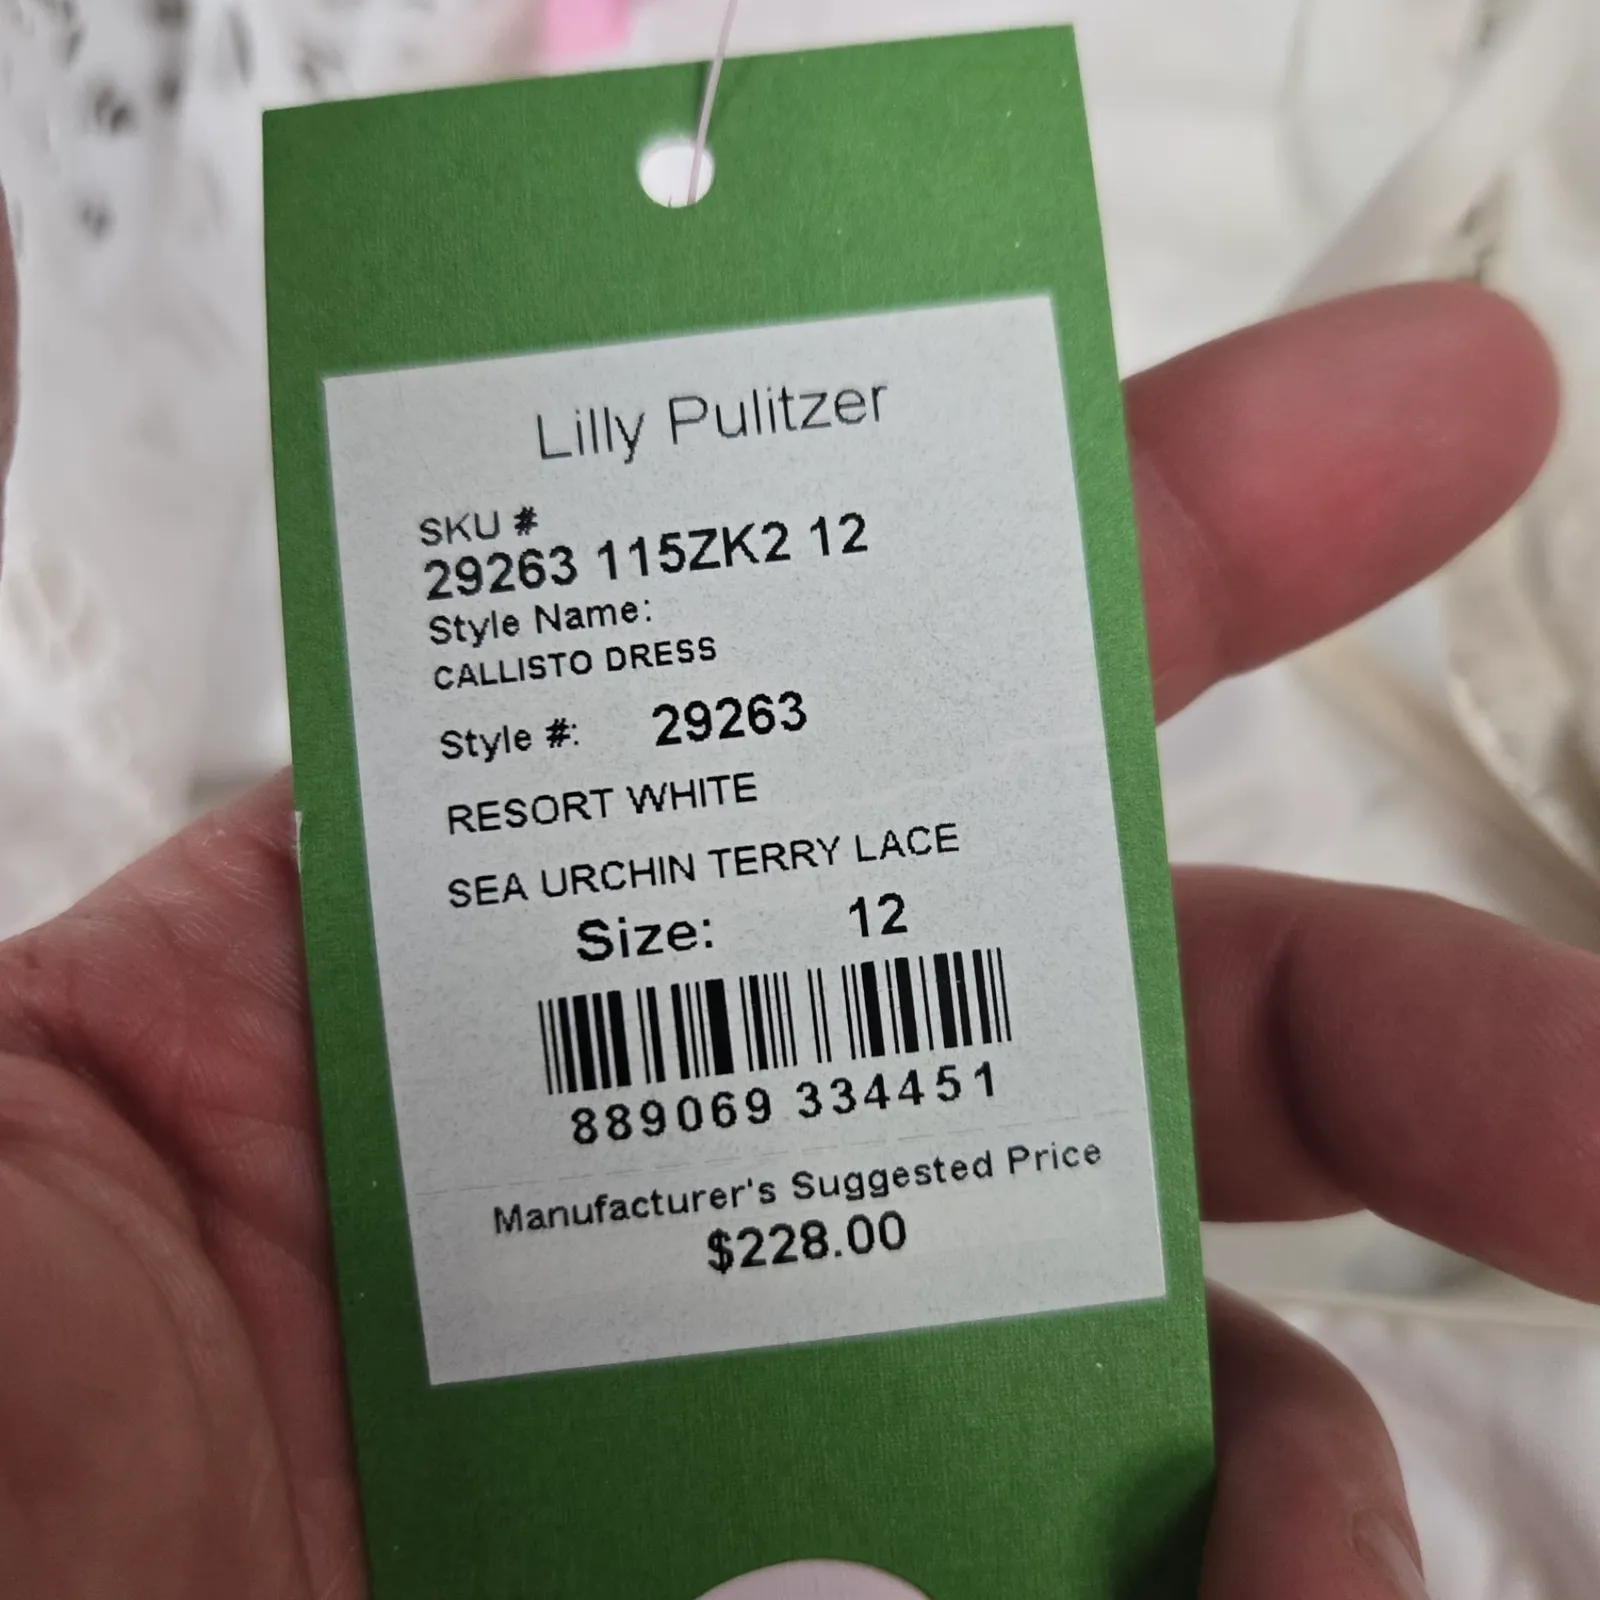 Lilly Pulitzer
SKU #
29263 115ZK2 12
Style Name:
CALLISTO DRESS
Style #: 29263
RESORT WHITE
SEA URCHIN TERRY LACE
Size: 12
889069 334451
Manufacturer's Suggested Price
$228.00